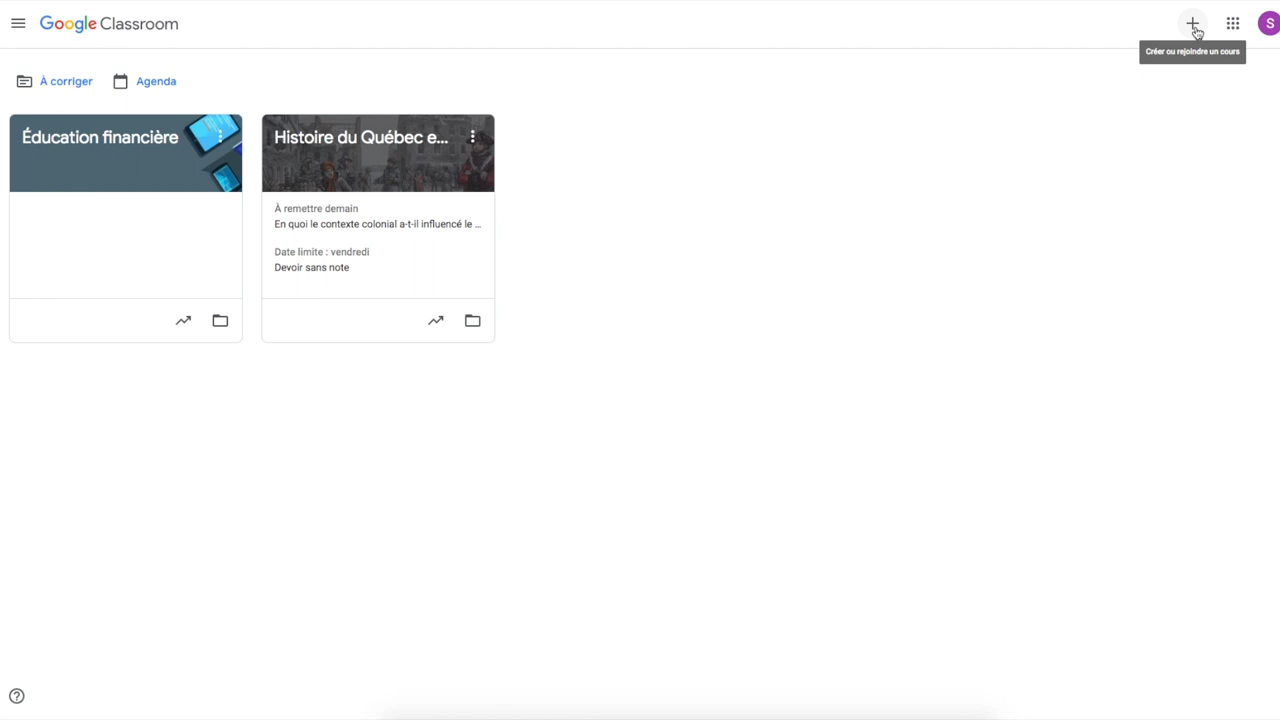 Google Classroom
S
Créer ou rejoindre un cours
À corriger
Agenda
Éducation financière
Histoire du Québec e...
À remettre demain
En quoi le contexte colonial a-t-il influencé le ...
Date limite : vendredi
Devoir sans note